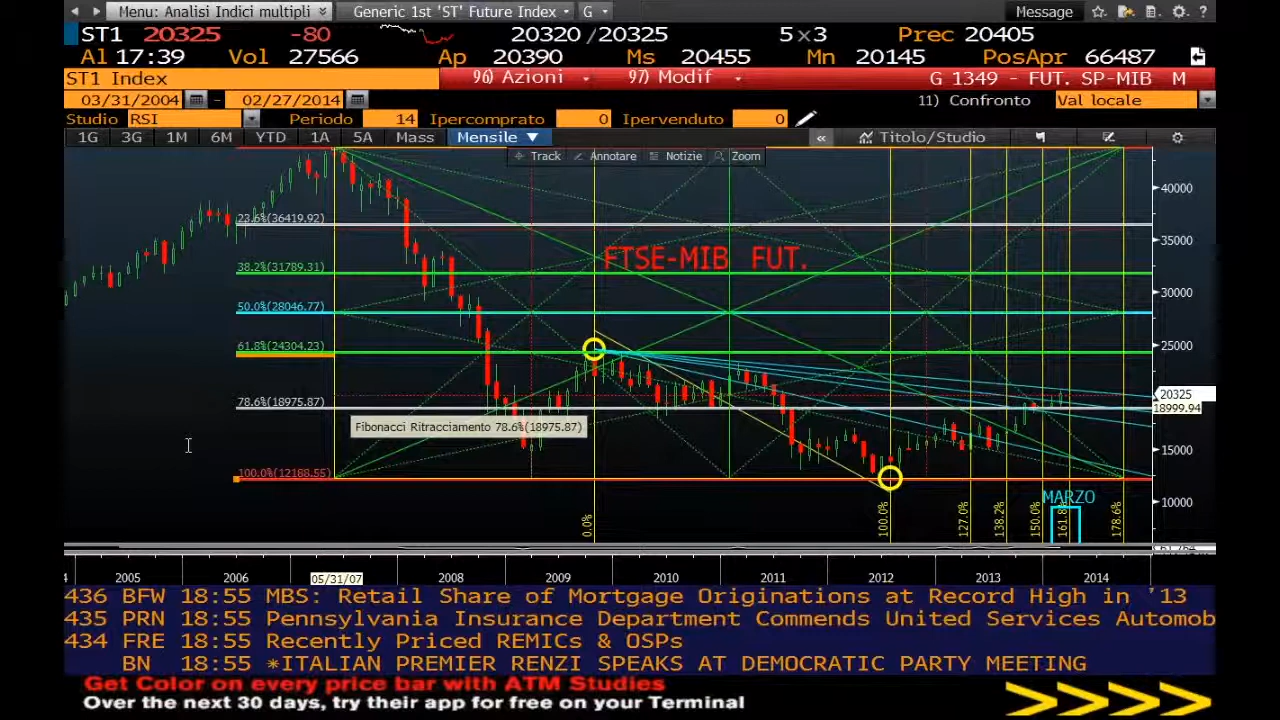 Menu: Analisi Indici multipli Generic 1st 'ST' Future Index G Message ?
ST1 20325 -80 20320 /20325 5×3 Prec 20405
Al 17:39 Vol 27566 Ap 20390 Ms 20455 Mn 20145 PosApr 66487
ST1 Index 96) Azioni 97) Modif G 1349 - FUT. SP-MIB M
03/31/2004 - 02/27/2014 11) Confronto Val locale
Studio RSI Periodo 14 Ipercomprato 0 Ipervenduto 0
1G 3G 1M 6M YTD 1A 5A Mass Mensile ▼ « Titolo/Studio
Track Annotare Notizie Zoom
40000
23.6%(36419.92)
35000
FTSE-MIB FUT.
38.2%(31789.31)
30000
50.0%(28046.77)
25000
61.8%(24304.23)
20325
78.6%(18975.87)
18999.94
Fibonacci Ritracciamento 78.6%(18975.87)
15000
100.0%(12188.55)
MARZO
10000
0.0% 100.0% 127.0% 138.2% 150.0% 161.8% 178.6%
4 2005 2006 05/31/07 2008 2009 2010 2011 2012 2013 2014
436 BFW 18:55 MBS: Retail Share of Mortgage Originations at Record High in '13
435 PRN 18:55 Pennsylvania Insurance Department Commends United Services Automob
434 FRE 18:55 Recently Priced REMICs & OSPs
BN 18:55 *ITALIAN PREMIER RENZI SPEAKS AT DEMOCRATIC PARTY MEETING
Get Color on every price bar with ATM Studies
Over the next 30 days, try their app for free on your Terminal